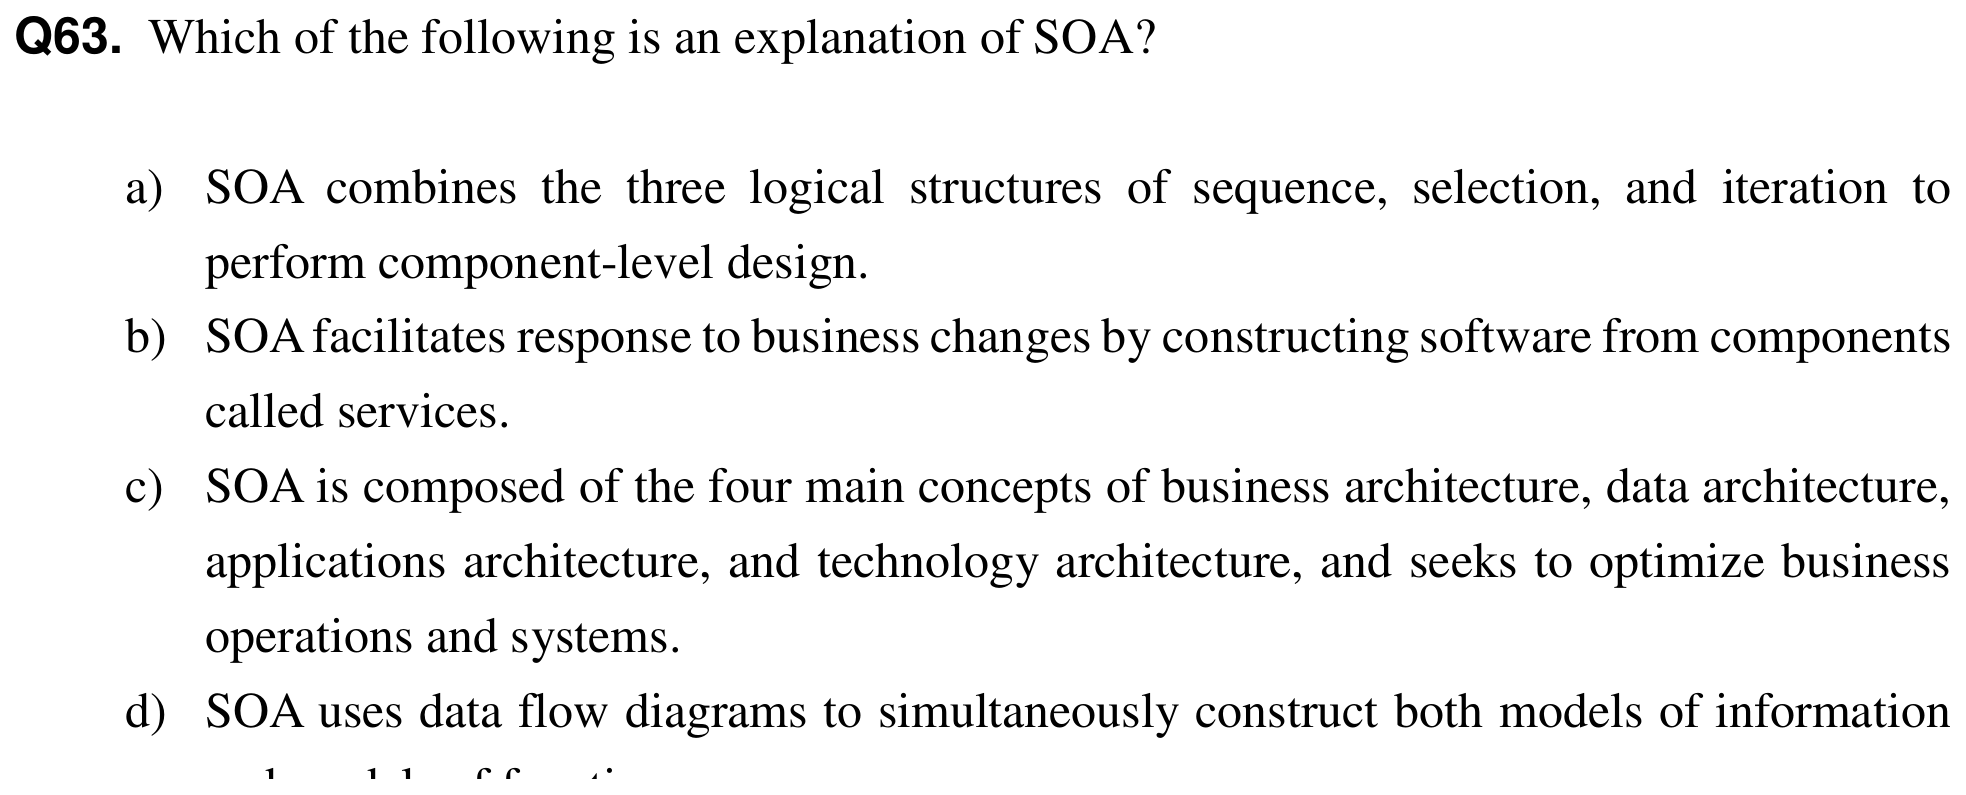 Q63. Which of the following is an explanation of SOA?
a) SOA combines the three logical structures of sequence, selection, and iteration to
perform component-level design.
b) SOA facilitates response to business changes by constructing software from components
called services.
c) SOA is composed of the four main concepts of business architecture, data architecture,
applications architecture, and technology architecture, and seeks to optimize business
operations and systems.
d) SOA uses data flow diagrams to simultaneously construct both models of information